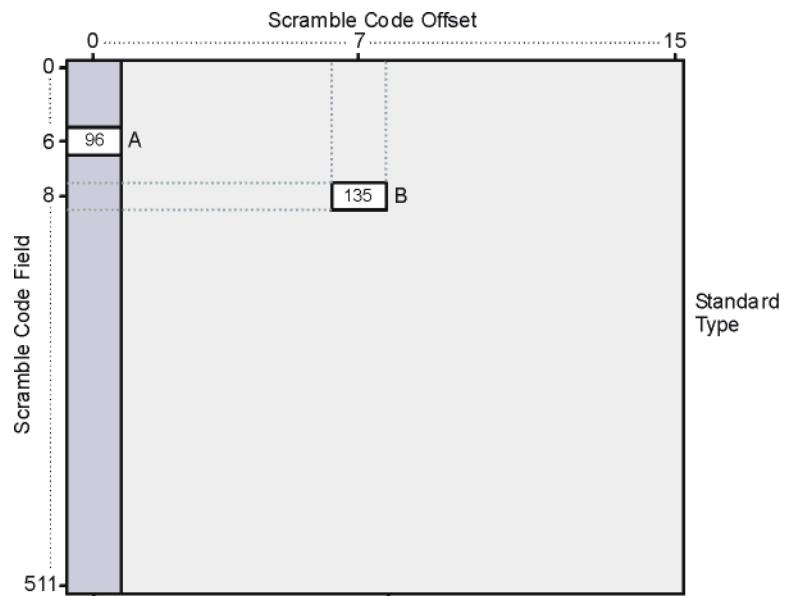 Scramble Code Offset
0 7 15
0
6 96 A
8 135 B
Scramble Code Field
Standard
Type
511